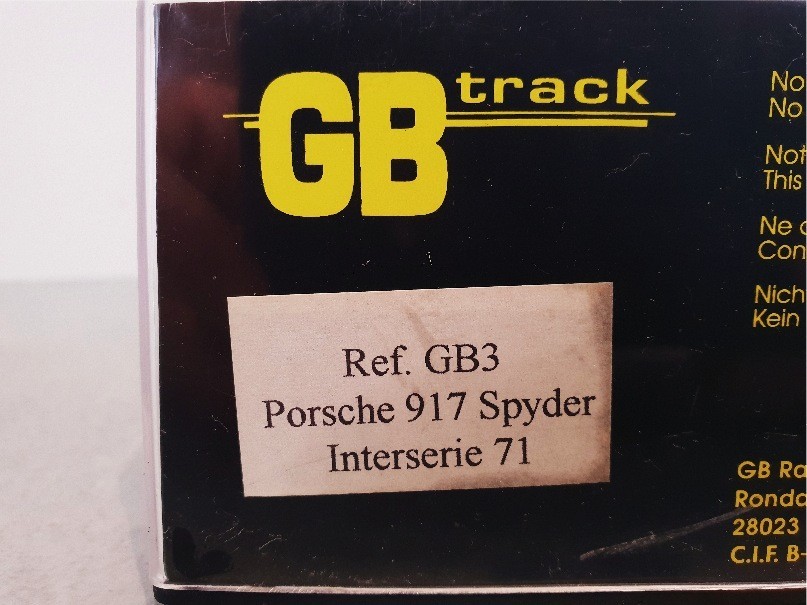 GB track
Ref. GB3
Porsche 917 Spyder
Interserie 71
No
No
Not
This
Ne
Con
Nich
Kein
GB Ra
Ronda
28023
C.I.F. B-